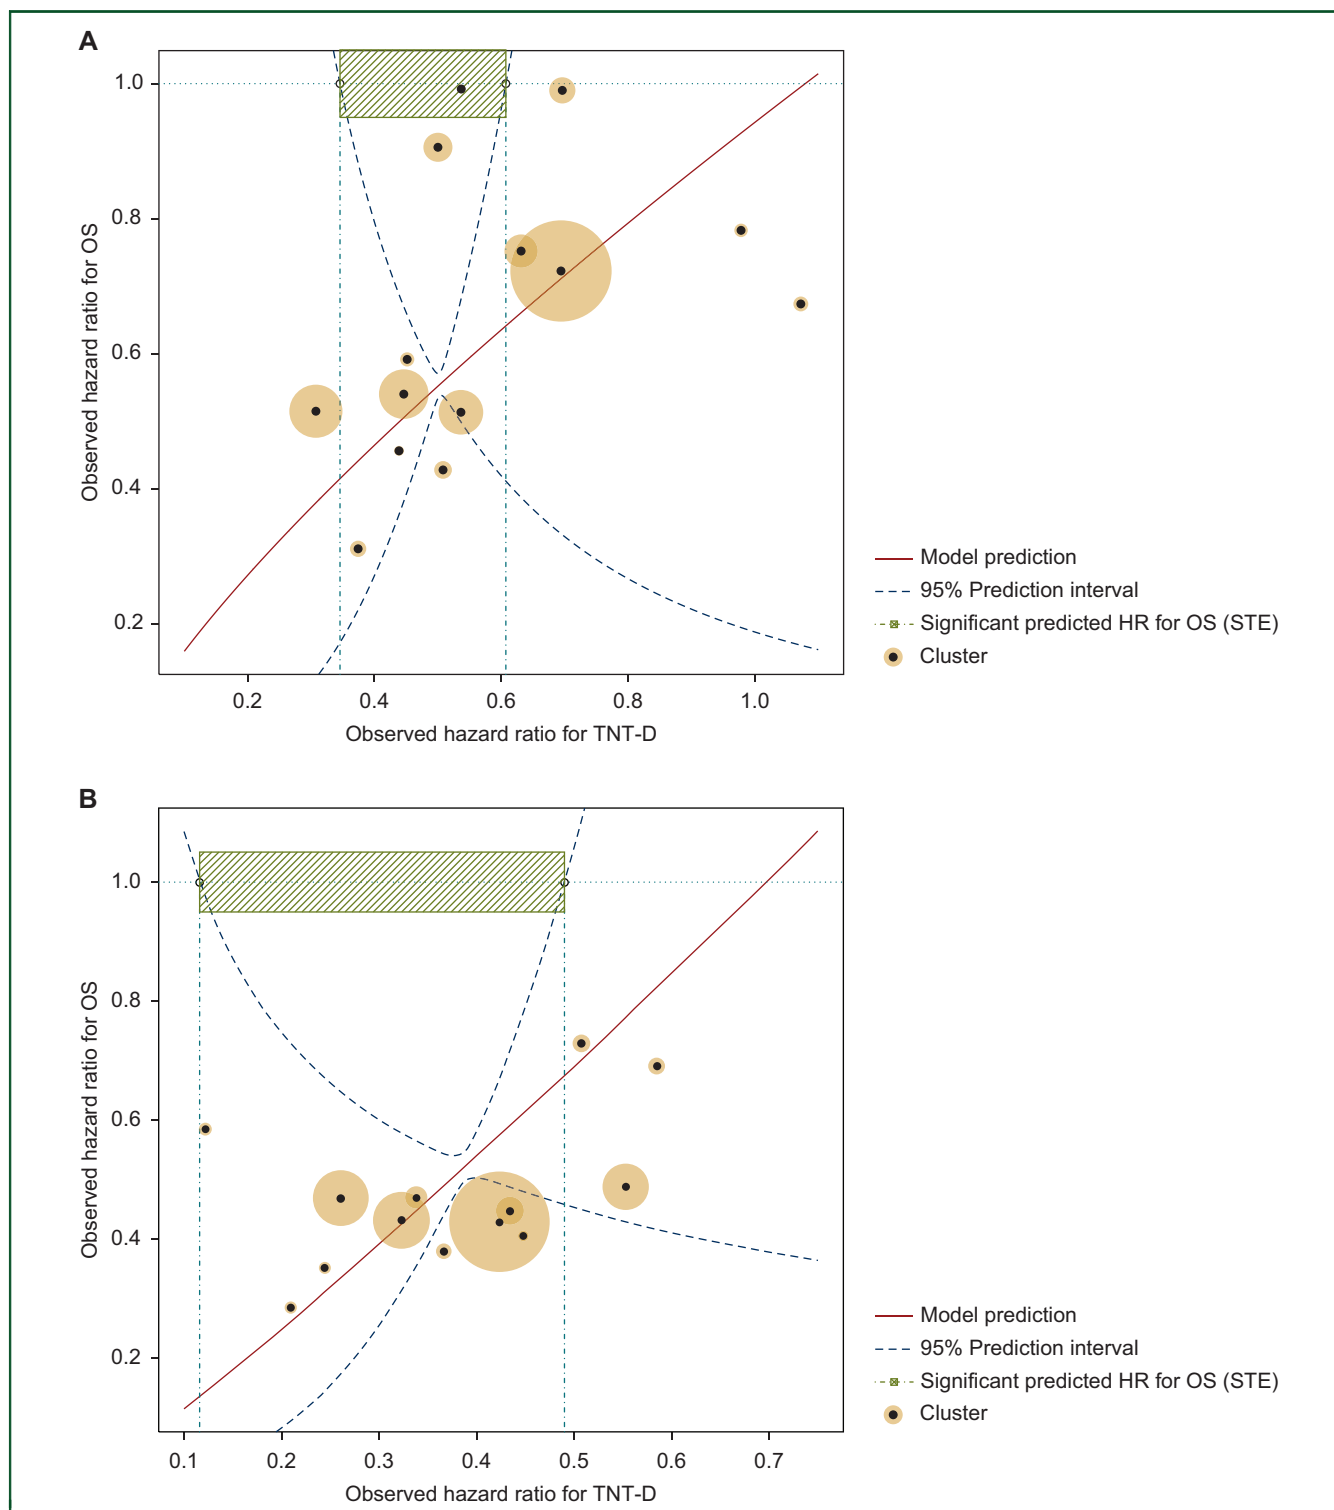 A
1.0
0.8
0.6
0.4
0.2
Observed hazard ratio for OS
0.2 0.4 0.6 0.8 1.0
Observed hazard ratio for TNT-D
Model prediction
95% Prediction interval
Significant predicted HR for OS (STE)
Cluster
B
1.0
0.8
0.6
0.4
0.2
Observed hazard ratio for OS
0.1 0.2 0.3 0.4 0.5 0.6 0.7
Observed hazard ratio for TNT-D
Model prediction
95% Prediction interval
Significant predicted HR for OS (STE)
Cluster